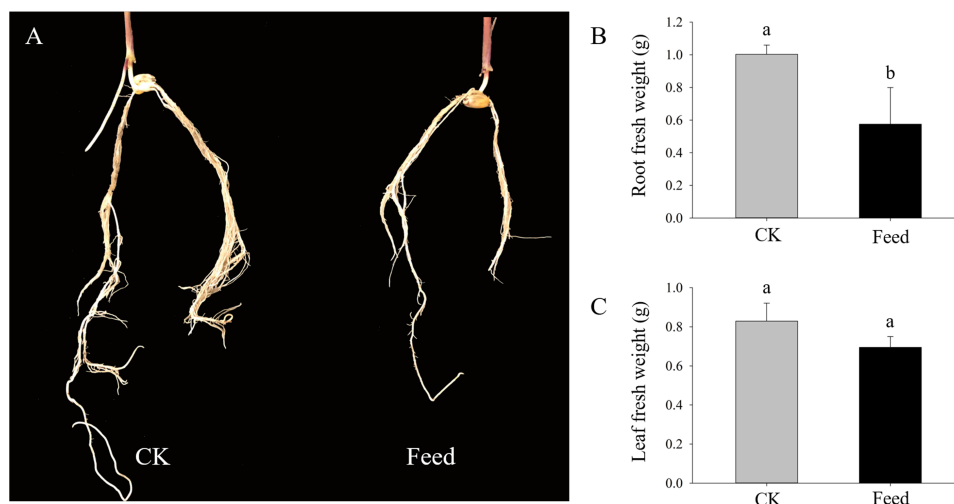 A
CK
Feed
B
Root fresh weight (g)
1.2
1.0
0.8
0.6
0.4
0.2
0.0
a
b
CK
Feed
C
Leaf fresh weight (g)
1.0
0.8
0.6
0.4
0.2
0.0
a
a
CK
Feed